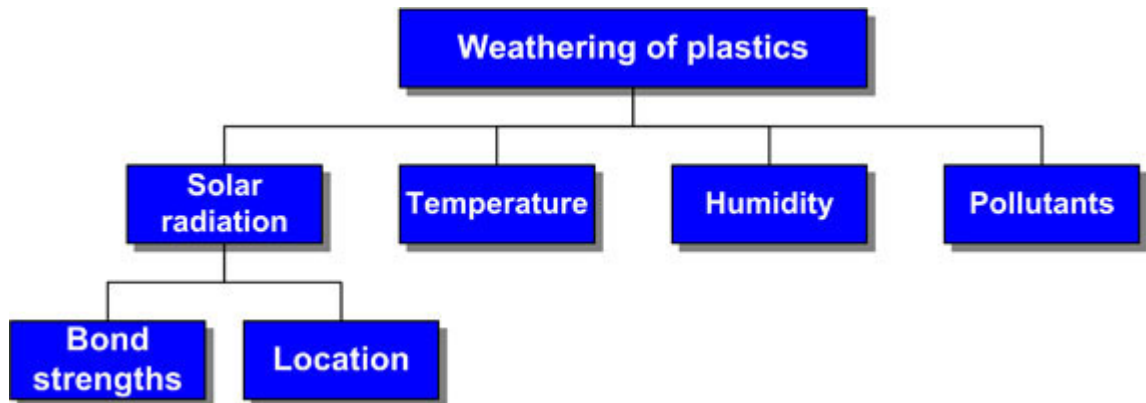 Weathering of plastics
Solar
radiation
Temperature
Humidity
Pollutants
Bond
strengths
Location